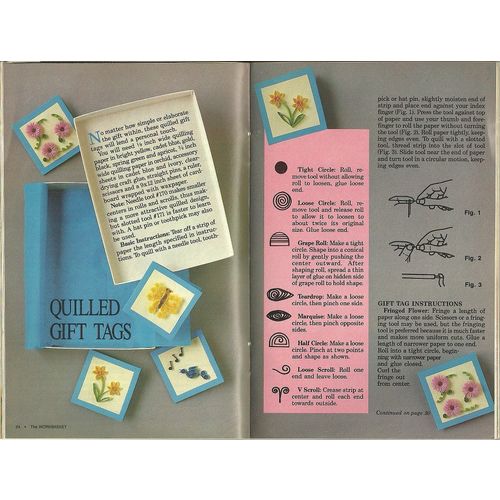 No matter how simple or elaborate
the gift within, these quilled gift
tags will lend a personal touch.
You will need ⅛ inch wide quilling
paper in bright yellow, cadet blue, gold,
black, spring green and apricot, ⅜ inch
wide quilling paper in orchid, accessory
sheets in cadet blue and ivory, clear
drying craft glue, straight pins, a ruler,
scissors and a 9x12 inch sheet of card-
board wrapped with waxpaper.
Note: Needle tool #170 makes smaller
centers in rolls and scrolls, thus mak-
ing a more attractive quilled design,
but slotted tool #171 is faster to learn
with. A hat pin or toothpick may also
be used.
Basic Instructions: Tear off a strip of
paper the length specified in instruc-
tions. To quill with a needle tool, tooth-
QUILLED
GIFT TAGS
24 • The WORKBASKET
Tight Circle: Roll, re-
move tool without allowing
roll to loosen, glue loose
end.
Loose Circle: Roll, re-
move tool and release roll
to allow it to loosen to
about twice its original
size. Glue loose end.
Grape Roll: Make a tight
circle. Shape into a conical
roll by gently pushing the
center outward. After
shaping roll, spread a thin
layer of glue on hidden side
of grape roll to hold shape.
Teardrop: Make a loose
circle, then pinch one side.
Marquise: Make a loose
circle, then pinch opposite
sides.
Half Circle: Make a loose
circle. Pinch at two points
and shape as shown.
Loose Scroll: Roll one
end and leave loose.
V Scroll: Crease strip at
center and roll each end
towards outside.
pick or hat pin, slightly moisten end of
strip and place end against your index
finger (Fig. 1). Press the tool against top
of paper and use your thumb and fore-
finger to roll the paper without turning
the tool (Fig. 2). Roll paper tightly, keep-
ing edges even. To quill with a slotted
tool, thread strip into the slot of tool
(Fig. 3). Slide tool near the end of paper
and turn tool in a circular motion, keep-
ing edges even.
Fig. 1
Fig. 2
Fig. 3
GIFT TAG INSTRUCTIONS
Fringed Flower: Fringe a length of
paper along one side. Scissors or a fring-
ing tool may be used, but the fringing
tool is preferred because it is much faster
and makes more uniform cuts. Glue a
length of narrower paper to one end.
Roll into a tight circle, begin-
ning with narrower paper
and glue closed.
Curl the
fringe out
from center.
Continued on page 30